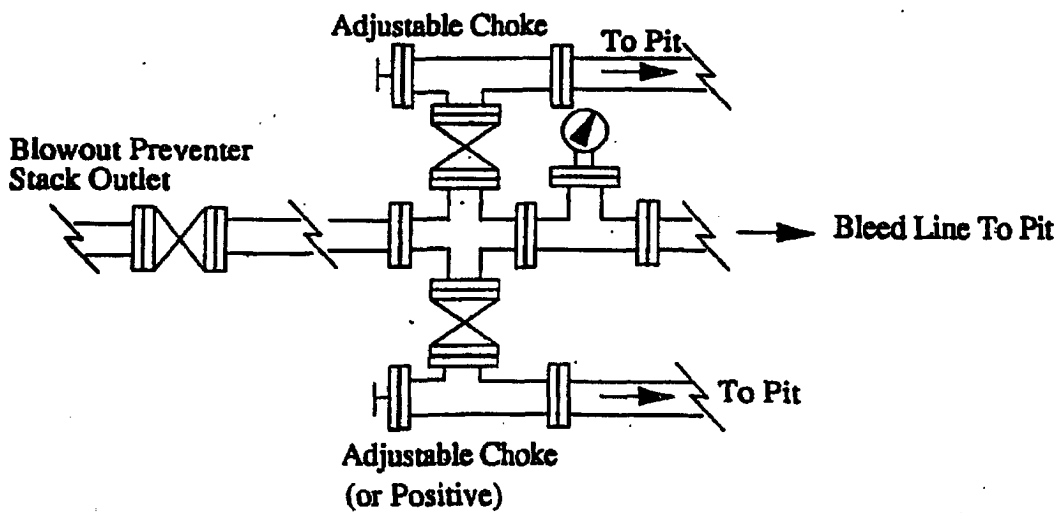 Adjustable Choke
To Pit
Blowout Preventer
Stack Outlet
Bleed Line To Pit
To Pit
Adjustable Choke
(or Positive)